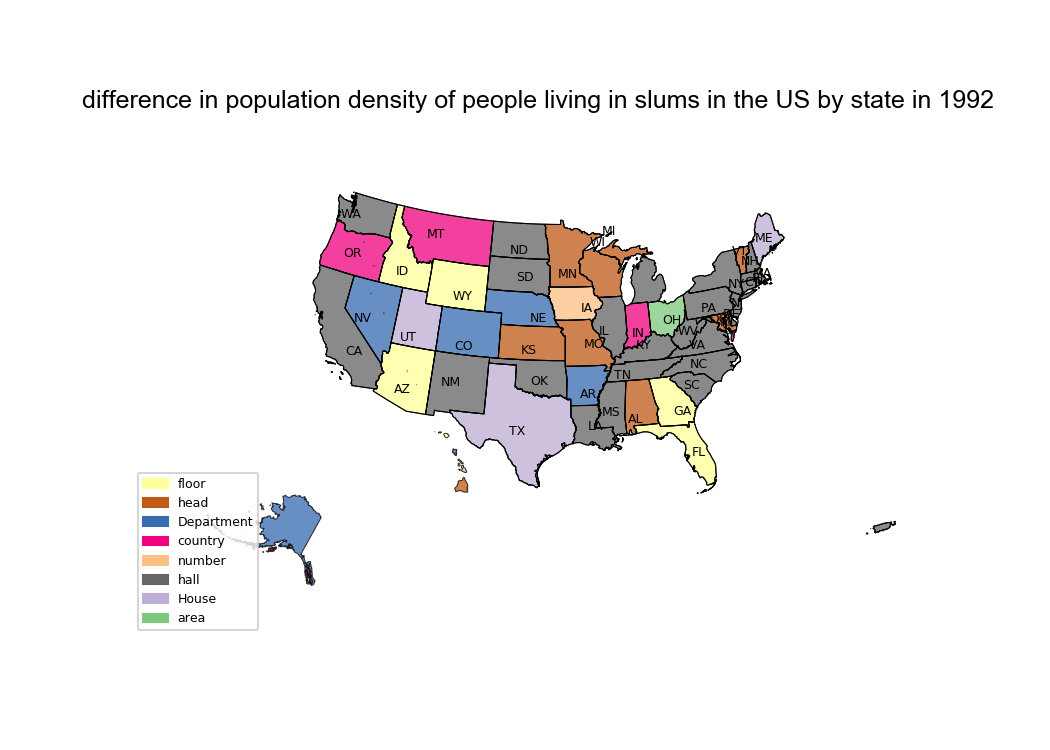 difference in population density of people living in slums in the US by state in 1992
WA
MT
ND
MN
WI
MI
ME
OR
ID
SD
NH
WY
NY
NV
NE
IA
PA
UT
CO
KS
MO
IL
IN
OH
KY
WV
VA
CA
AZ
NM
OK
AR
TN
NC
SC
MS
AL
GA
LA
TX
FL
floor
head
Department
country
number
hall
House
area